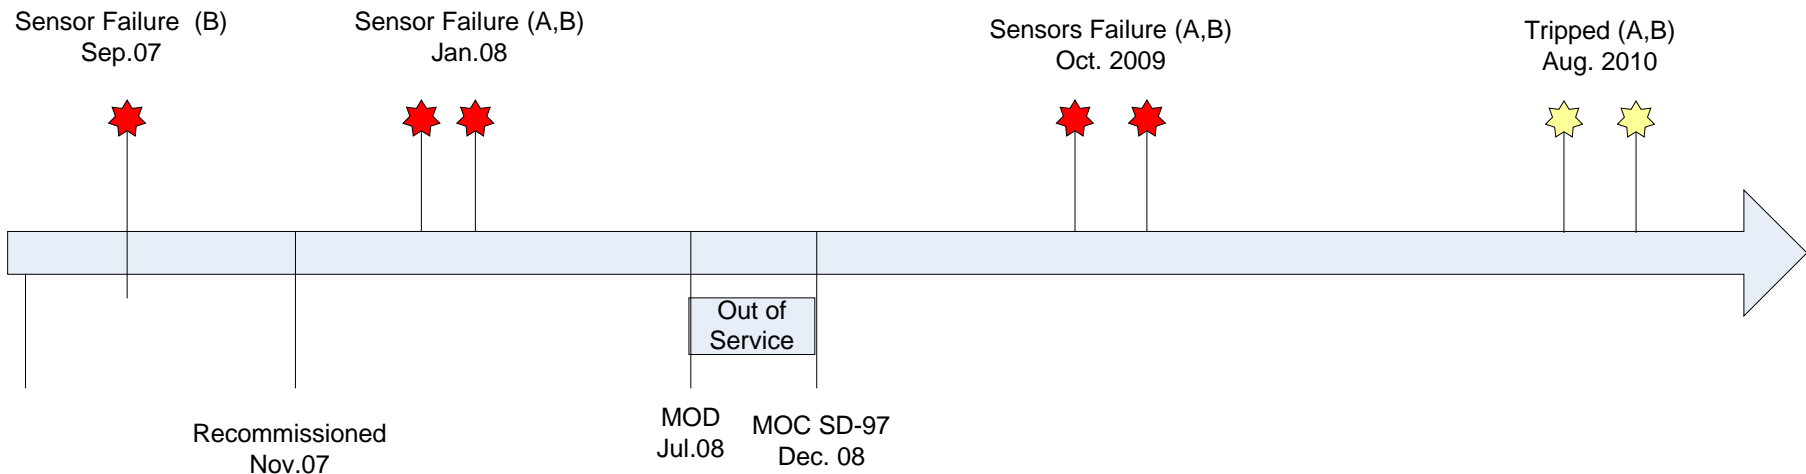 Sensor Failure  (B)
Sep.07
Sensor Failure (A,B)
Jan.08
Sensors Failure (A,B)
Oct. 2009
Tripped (A,B)
Aug. 2010
Out of
Service
Recommissioned
Nov.07
MOD
Jul.08
MOC SD-97
Dec. 08